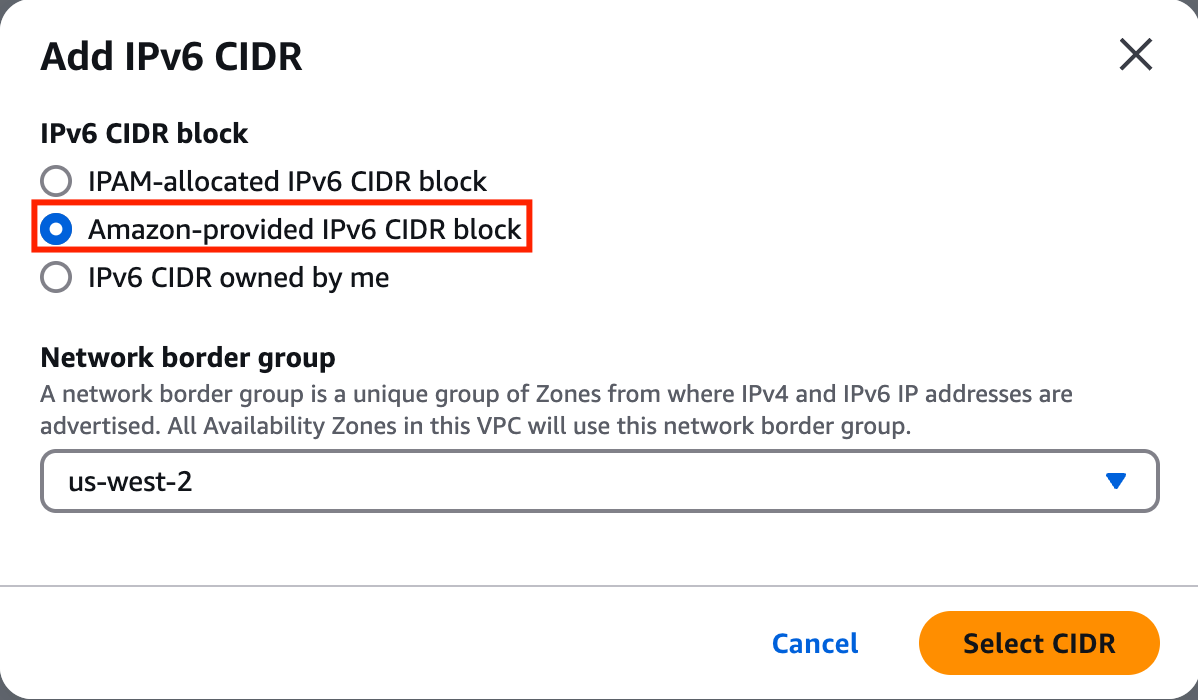 Add IPv6 CIDR
IPv6 CIDR block
IPAM-allocated IPv6 CIDR block
Amazon-provided IPv6 CIDR block
IPv6 CIDR owned by me
Network border group
A network border group is a unique group of Zones from where IPv4 and IPv6 IP addresses are
advertised. All Availability Zones in this VPC will use this network border group.
us-west-2
Cancel
Select CIDR